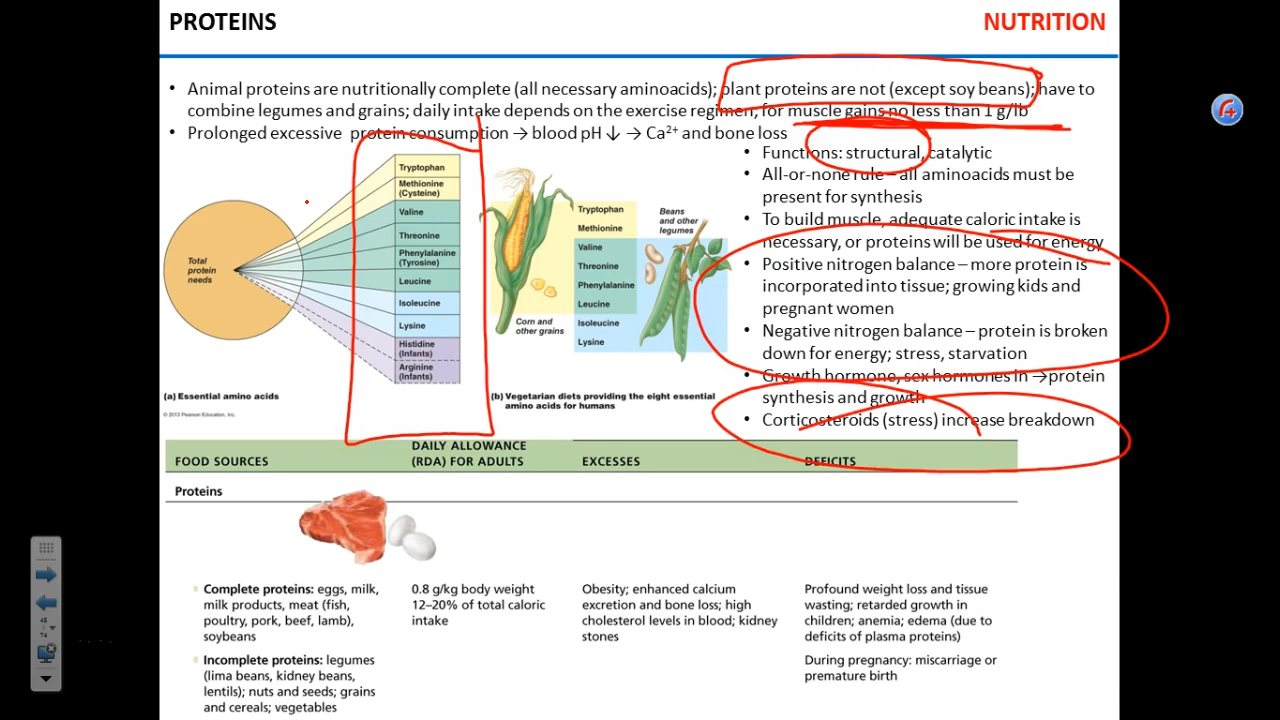 PROTEINS
NUTRITION
• Animal proteins are nutritionally complete (all necessary aminoacids); plant proteins are not (except soy beans); have to
combine legumes and grains; daily intake depends on the exercise regimen, for muscle gains no less than 1 g/lb
• Prolonged excessive protein consumption → blood pH ↓ → Ca²⁺ and bone loss
• Functions: structural, catalytic
• All-or-none rule – all aminoacids must be
present for synthesis
• To build muscle, adequate caloric intake is
necessary, or proteins will be used for energy
• Positive nitrogen balance – more protein is
incorporated into tissue; growing kids and
pregnant women
• Negative nitrogen balance – protein is broken
down for energy; stress, starvation
• Growth hormone, sex hormones in →protein
synthesis and growth
• Corticosteroids (stress) increase breakdown
Total
protein
needs
Tryptophan
Methionine
(Cysteine)
Valine
Threonine
Phenylalanine
(Tyrosine)
Leucine
Isoleucine
Lysine
Histidine
(Infants)
Arginine
(Infants)
(a) Essential amino acids
© 2013 Pearson Education, Inc.
Corn and
other grains
Tryptophan
Methionine
Valine
Threonine
Phenylalanine
Leucine
Isoleucine
Lysine
Beans
and other
legumes
(b) Vegetarian diets providing the eight essential
amino acids for humans
FOOD SOURCES
DAILY ALLOWANCE
(RDA) FOR ADULTS
EXCESSES
DEFICITS
Proteins
Complete proteins: eggs, milk,
milk products, meat (fish,
poultry, pork, beef, lamb),
soybeans
Incomplete proteins: legumes
(lima beans, kidney beans,
lentils); nuts and seeds; grains
and cereals; vegetables
0.8 g/kg body weight
12–20% of total caloric
intake
Obesity; enhanced calcium
excretion and bone loss; high
cholesterol levels in blood; kidney
stones
Profound weight loss and tissue
wasting; retarded growth in
children; anemia; edema (due to
deficits of plasma proteins)
During pregnancy: miscarriage or
premature birth